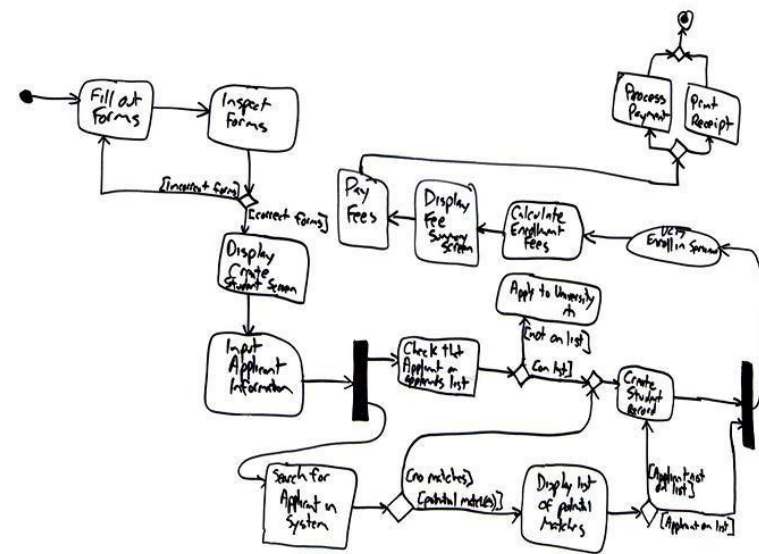 Fill out
Forms
Inspect
Forms
[incorrect forms]
[correct forms]
Display
Create
Student Screen
Input
Applicant
Information
Check that
Applicant on
applicants list
Apply to University
[not on list]
[on list]
Create
Student
Record
Search for
Applicant in
System
[no matches]
[potential match(es)]
Display list
of potential
Matches
[Applicant not
on list]
[Applicant on list]
Enroll in Seminar
Calculate
Enrollment
Fees
Display
Fee
Summary
Screen
Pay
Fees
Process
Payment
Print
Receipt